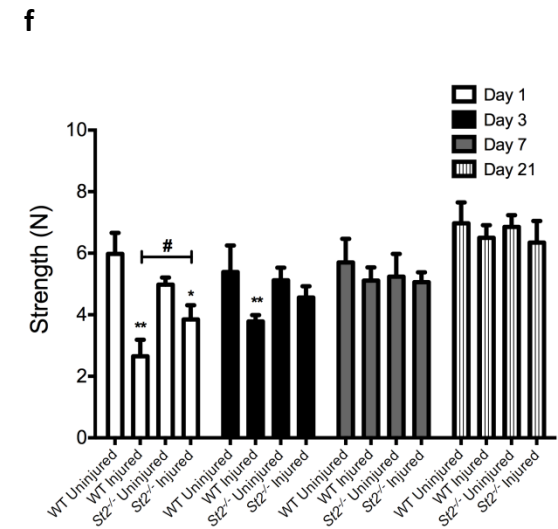 f
Day 1
Day 3
Day 7
Day 21
Strength (N)
10
8
6
4
2
0
#
**
*
**
WT Uninjured
WT Injured
St2-/- Uninjured
St2-/- Injured
WT Uninjured
WT Injured
St2-/- Uninjured
St2-/- Injured
WT Uninjured
WT Injured
St2-/- Uninjured
St2-/- Injured
WT Uninjured
WT Injured
St2-/- Uninjured
St2-/- Injured